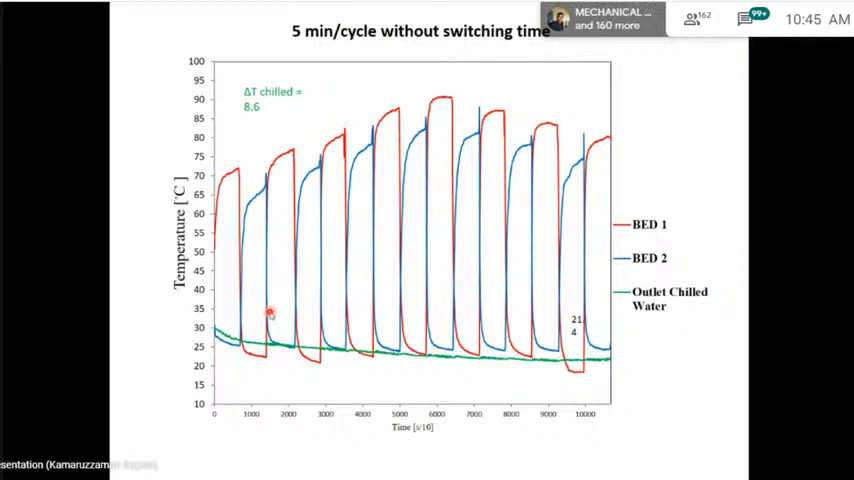 5 min/cycle without switching time
MECHANICAL ...
and 160 more
162
99+
10:45 AM
ΔT chilled =
8.6
100
95
90
85
80
75
70
65
60
55
50
45
40
35
30
25
20
15
10
Temperature [°C ]
0
1000
2000
3000
4000
5000
6000
7000
8000
9000
10000
Time [s/10]
21.
4
BED 1
BED 2
Outlet Chilled
Water
esentation (Kamaruzzaman